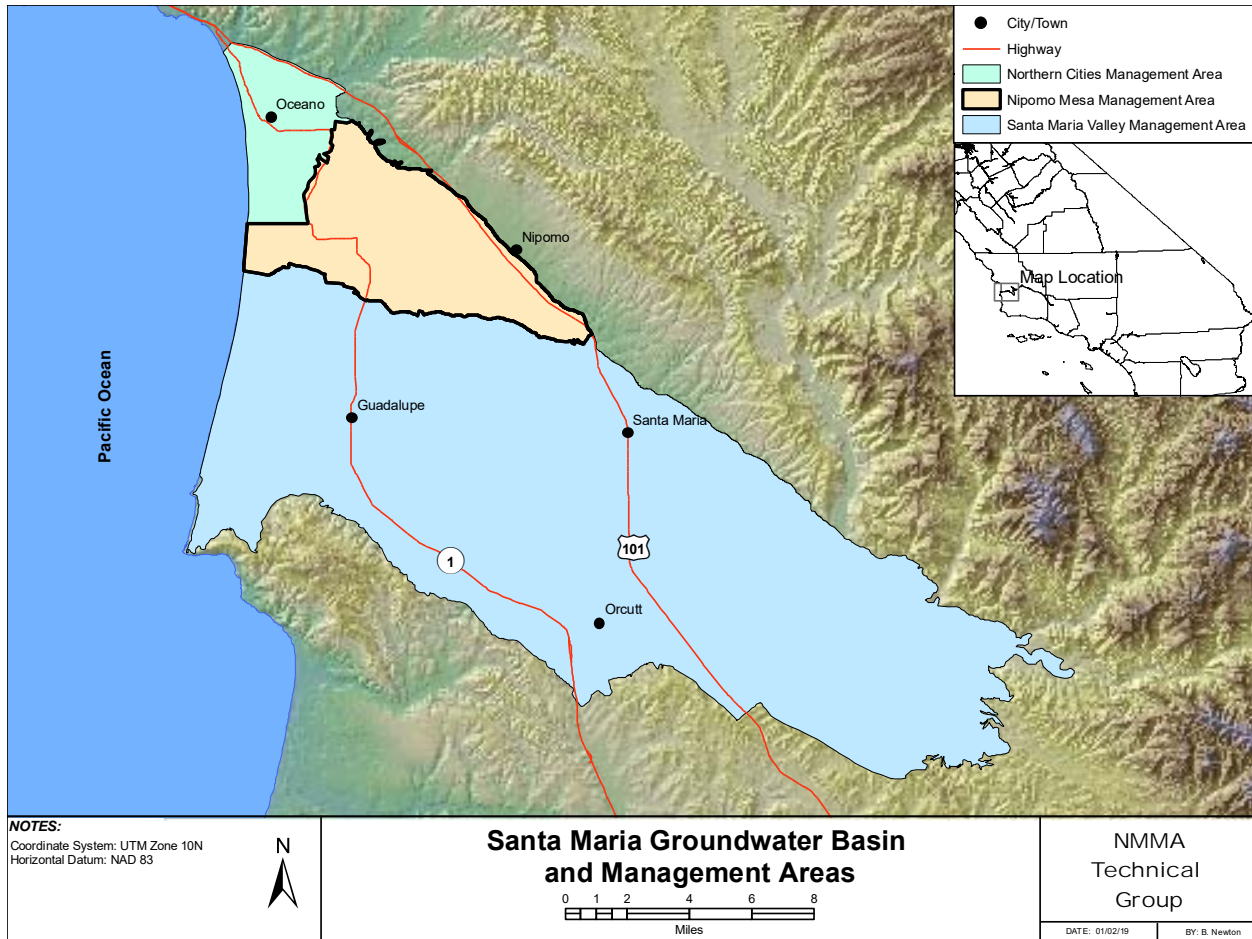 City/Town
Highway
Northern Cities Management Area
Nipomo Mesa Management Area
Santa Maria Valley Management Area
Map Location
Oceano
Nipomo
Pacific Ocean
Guadalupe
Santa Maria
101
1
Orcutt
NOTES:
Coordinate System: UTM Zone 10N
Horizontal Datum: NAD 83
N
Santa Maria Groundwater Basin
and Management Areas
0 1 2 4 6 8
Miles
NMMA
Technical
Group
DATE: 01/02/19 BY: B. Newton